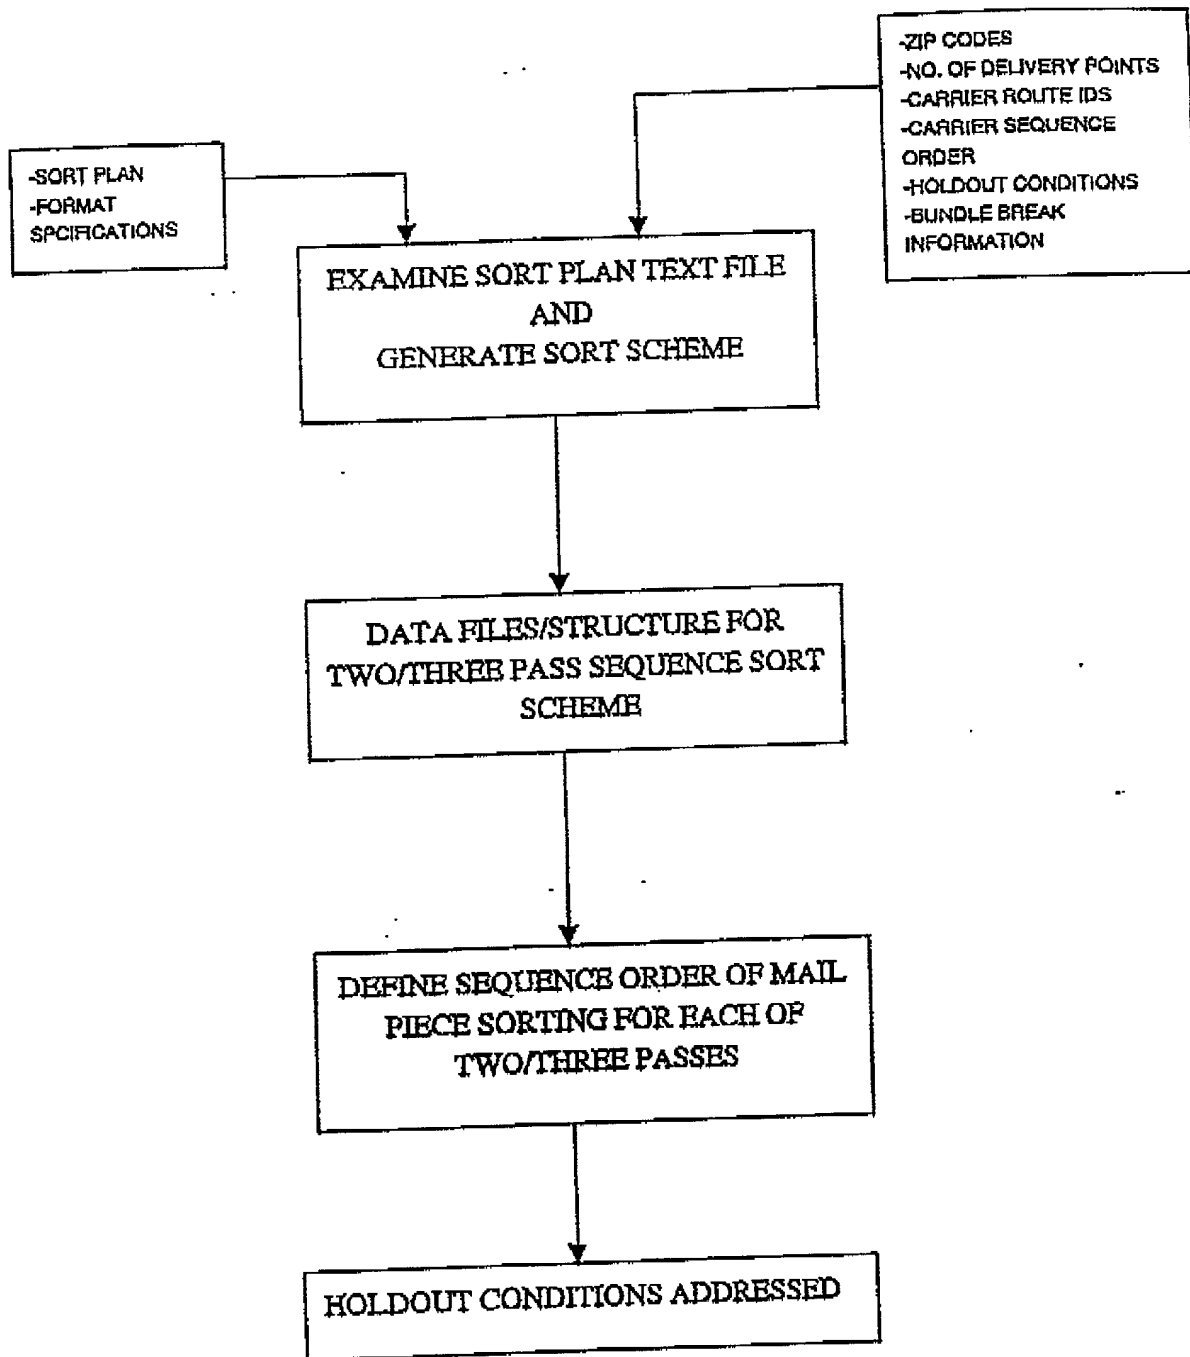 -ZIP CODES
-NO. OF DELIVERY POINTS
-CARRIER ROUTE IDS
-CARRIER SEQUENCE
ORDER
-HOLDOUT CONDITIONS
-BUNDLE BREAK
INFORMATION
-SORT PLAN
-FORMAT
SPCIFICATIONS
EXAMINE SORT PLAN TEXT FILE
AND
GENERATE SORT SCHEME
DATA FILES/STRUCTURE FOR
TWO/THREE PASS SEQUENCE SORT
SCHEME
DEFINE SEQUENCE ORDER OF MAIL
PIECE SORTING FOR EACH OF
TWO/THREE PASSES
HOLDOUT CONDITIONS ADDRESSED